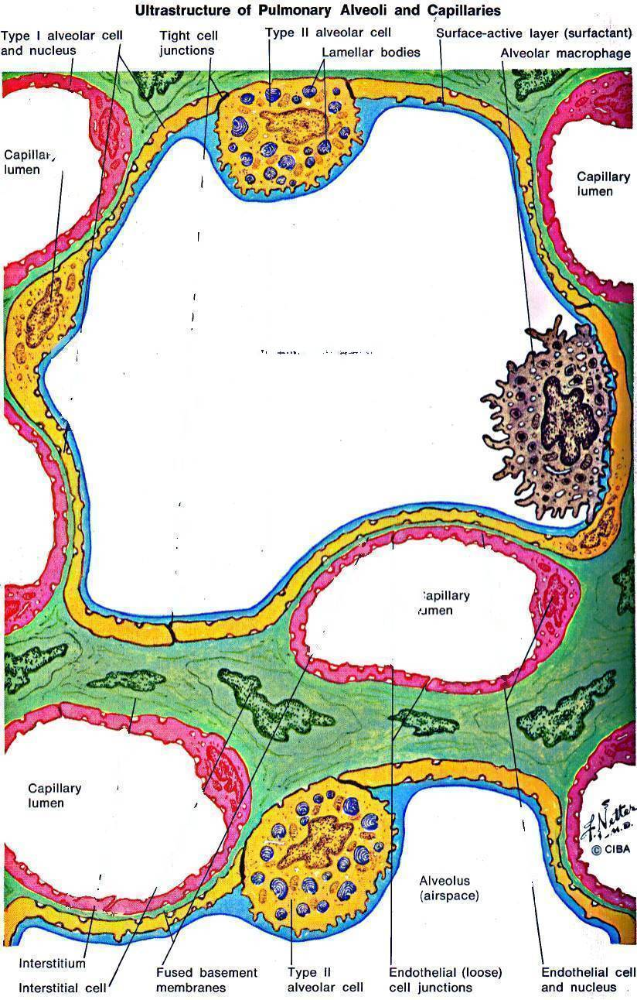 Ultrastructure of Pulmonary Alveoli and Capillaries
Type I alveolar cell
and nucleus
Tight cell
junctions
Type II alveolar cell
Lamellar bodies
Surface-active layer (surfactant)
Alveolar macrophage
lumen
Capillary
lumen
Capillary
lumen
Alveolus
(airspace)
F. Netter
M.D.
© CIBA
Interstitium
Interstitial cell
Fused basement
membranes
Type II
alveolar cell
Endothelial (loose)
cell junctions
Endothelial cell
and nucleus